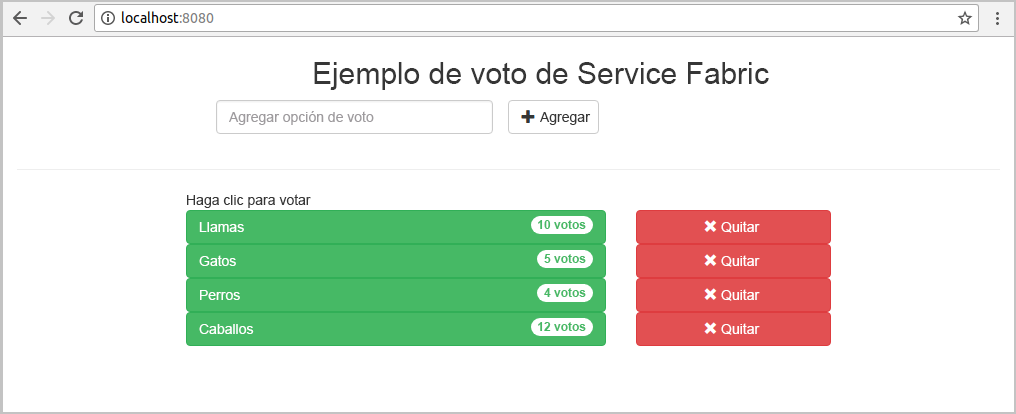 localhost:8080
Ejemplo de voto de Service Fabric
Agregar opción de voto Agregar
Haga clic para votar
Llamas 10 votos Quitar
Gatos 5 votos Quitar
Perros 4 votos Quitar
Caballos 12 votos Quitar